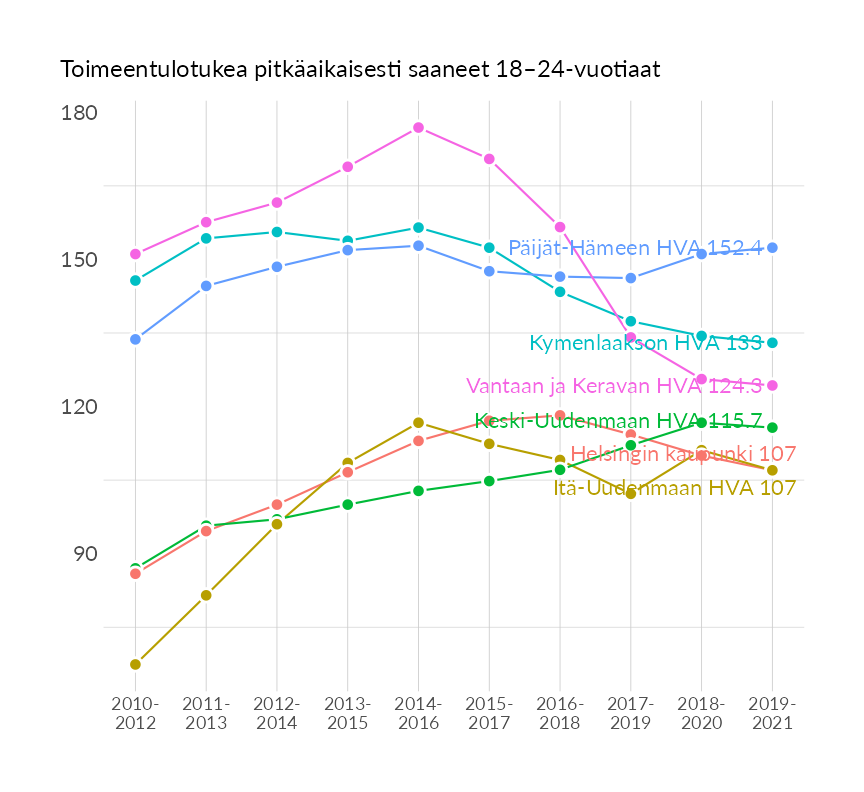 Toimeentulotukea pitkäaikaisesti saaneet 18–24-vuotiaat
180
150
120
90
Päijät-Hämeen HVA 152.4
Kymenlaakson HVA 133
Vantaan ja Keravan HVA 124.3
Keski-Uudenmaan HVA 115.7
Helsingin kaupunki 107
Itä-Uudenmaan HVA 107
2010- 2011- 2012- 2013- 2014- 2015- 2016- 2017- 2018- 2019-
2012 2013 2014 2015 2016 2017 2018 2019 2020 2021